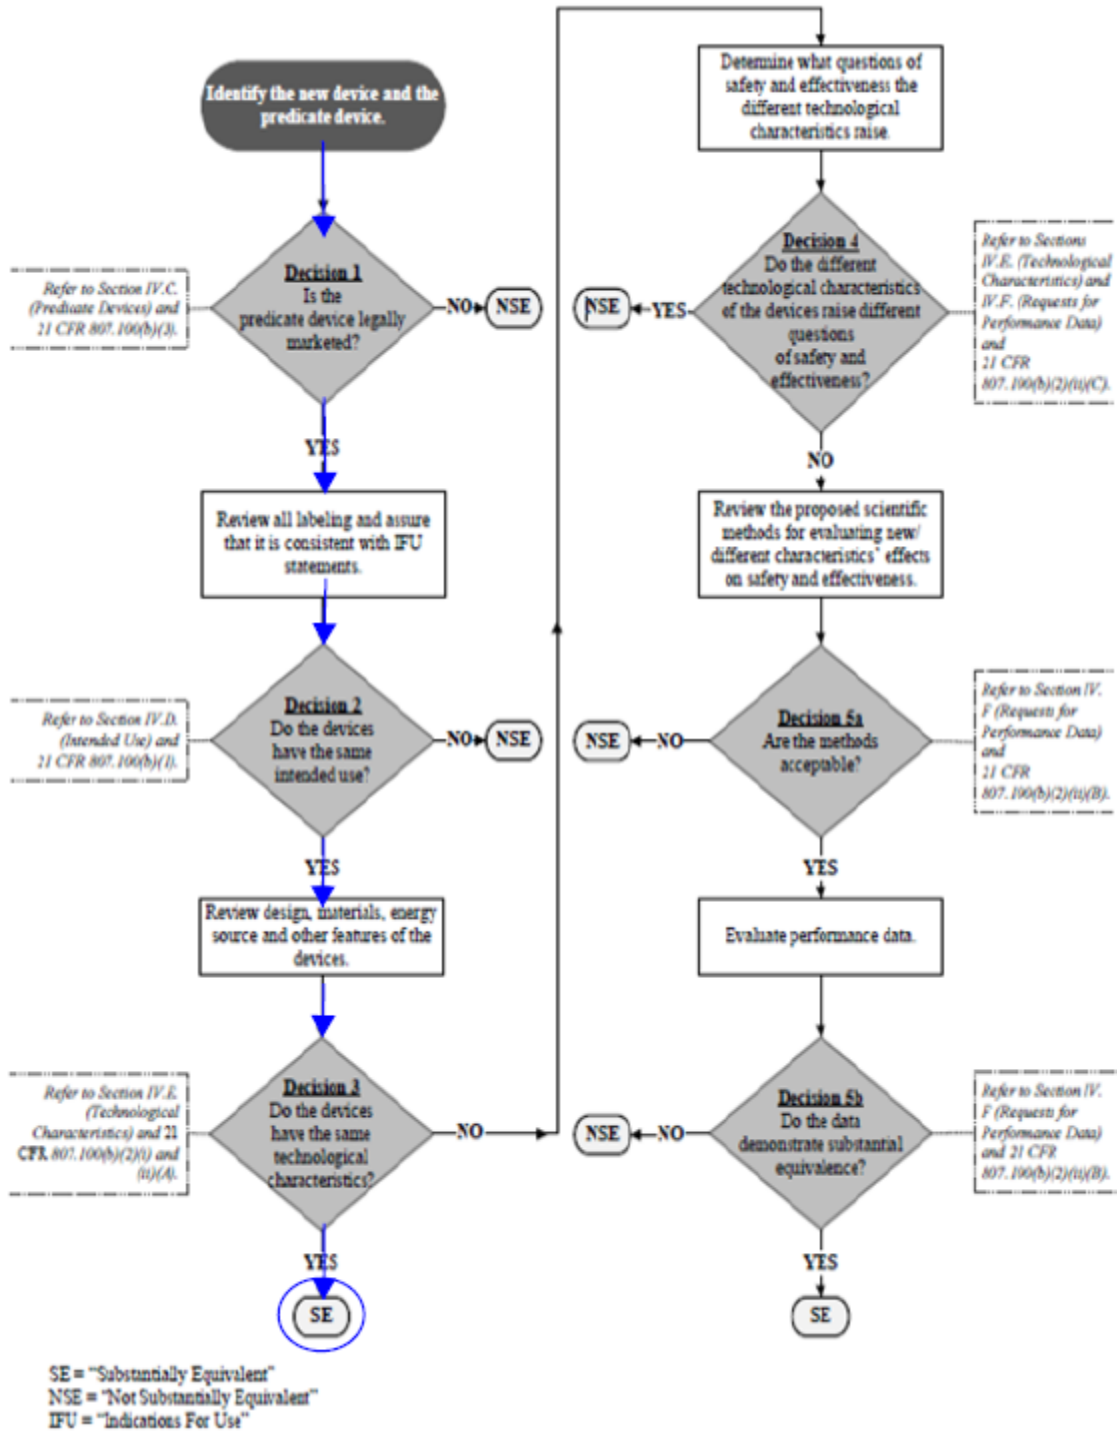 Identify the new device and the
predicate device.
Decision 1
Is the
predicate device legally
marketed?
Refer to Section IV.C.
(Predicate Devices) and
21 CFR 807.100(b)(3).
NO
NSE
YES
Review all labeling and assure
that it is consistent with IFU
statements.
Decision 2
Do the devices
have the same
intended use?
Refer to Section IV.D.
(Intended Use) and
21 CFR 807.100(b)(1).
NO
NSE
YES
Review design, materials, energy
source and other features of the
devices.
Decision 3
Do the devices
have the same
technological
characteristics?
Refer to Section IV.E.
(Technological
Characteristics) and 21
CFR 807.100(b)(2)(i) and
(ii)(A).
NO
YES
SE
Determine what questions of
safety and effectiveness the
different technological
characteristics raise.
Decision 4
Do the different
technological characteristics
of the devices raise different
questions
of safety and
effectiveness?
Refer to Sections
IV.E. (Technological
Characteristics) and
IV.F. (Requests for
Performance Data)
and
21 CFR
807.100(b)(2)(ii)(C).
YES
NSE
NO
Review the proposed scientific
methods for evaluating new/
different characteristics' effects
on safety and effectiveness.
Decision 5a
Are the methods
acceptable?
Refer to Section IV.
F (Requests for
Performance Data)
and
21 CFR
807.100(b)(2)(ii)(B).
NO
NSE
YES
Evaluate performance data.
Decision 5b
Do the data
demonstrate substantial
equivalence?
Refer to Section IV.
F (Requests for
Performance Data)
and 21 CFR
807.100(b)(2)(ii)(B).
NO
NSE
YES
SE
SE = "Substantially Equivalent"
NSE = "Not Substantially Equivalent"
IFU = "Indications For Use"